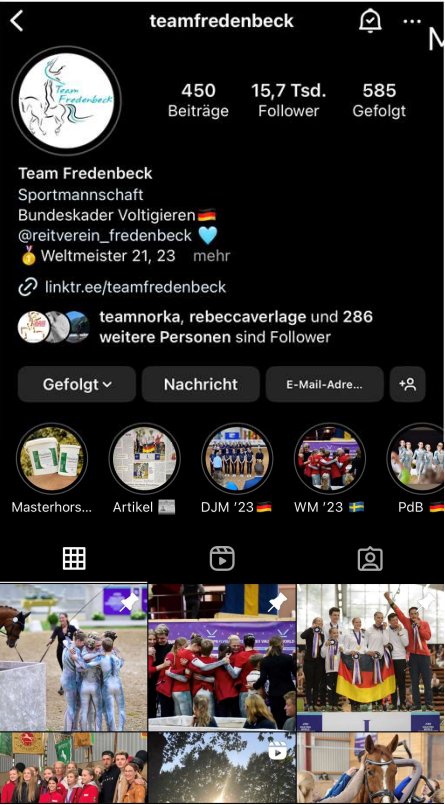 teamfredenbeck
M
Team
Fredenbeck
450
Beiträge
15,7 Tsd.
Follower
585
Gefolgt
Team Fredenbeck
Sportmannschaft
Bundeskader Voltigieren🇩🇪
@reitverein_fredenbeck 🩵
🥇Weltmeister 21, 23 mehr
linktr.ee/teamfredenbeck
teamnorka, rebeccaverlage und 286
weitere Personen sind Follower
Gefolgt
Nachricht
E-Mail-Adre...
Masterhors...
Artikel 📰
DJM ’23🇩🇪
WM ’23 🇸🇪
PdB 🇩🇪